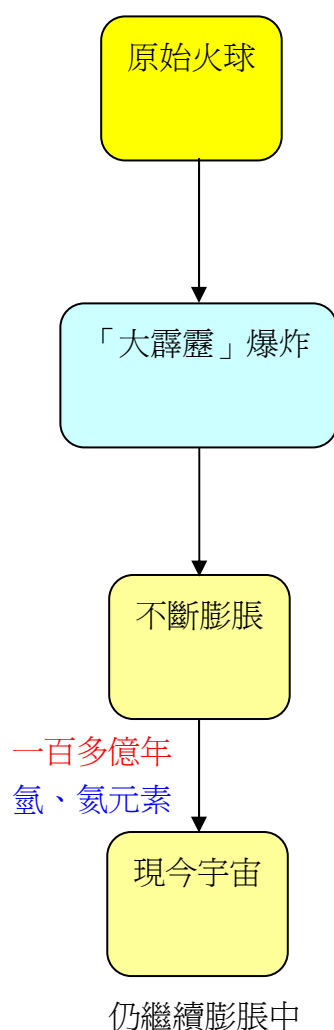 原始火球
「大霹靂」爆炸
不斷膨脹
一百多億年
氫、氦元素
現今宇宙
仍繼續膨脹中